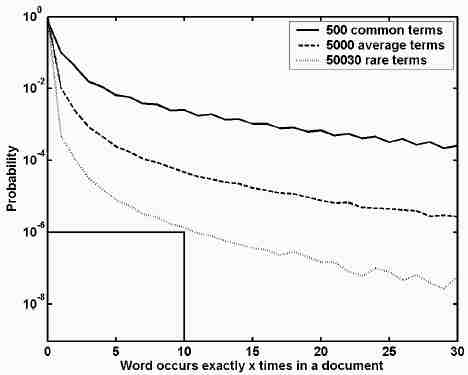 10^0
500 common terms
5000 average terms
50030 rare terms
10^-2
10^-4
10^-6
10^-8
Probability
0 5 10 15 20 25 30
Word occurs exactly x times in a document